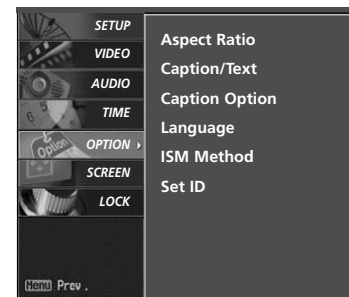 SETUP
VIDEO
AUDIO
TIME
OPTION
SCREEN
LOCK
Menu Prev.
Aspect Ratio
Caption/Text
Caption Option
Language
ISM Method
Set ID